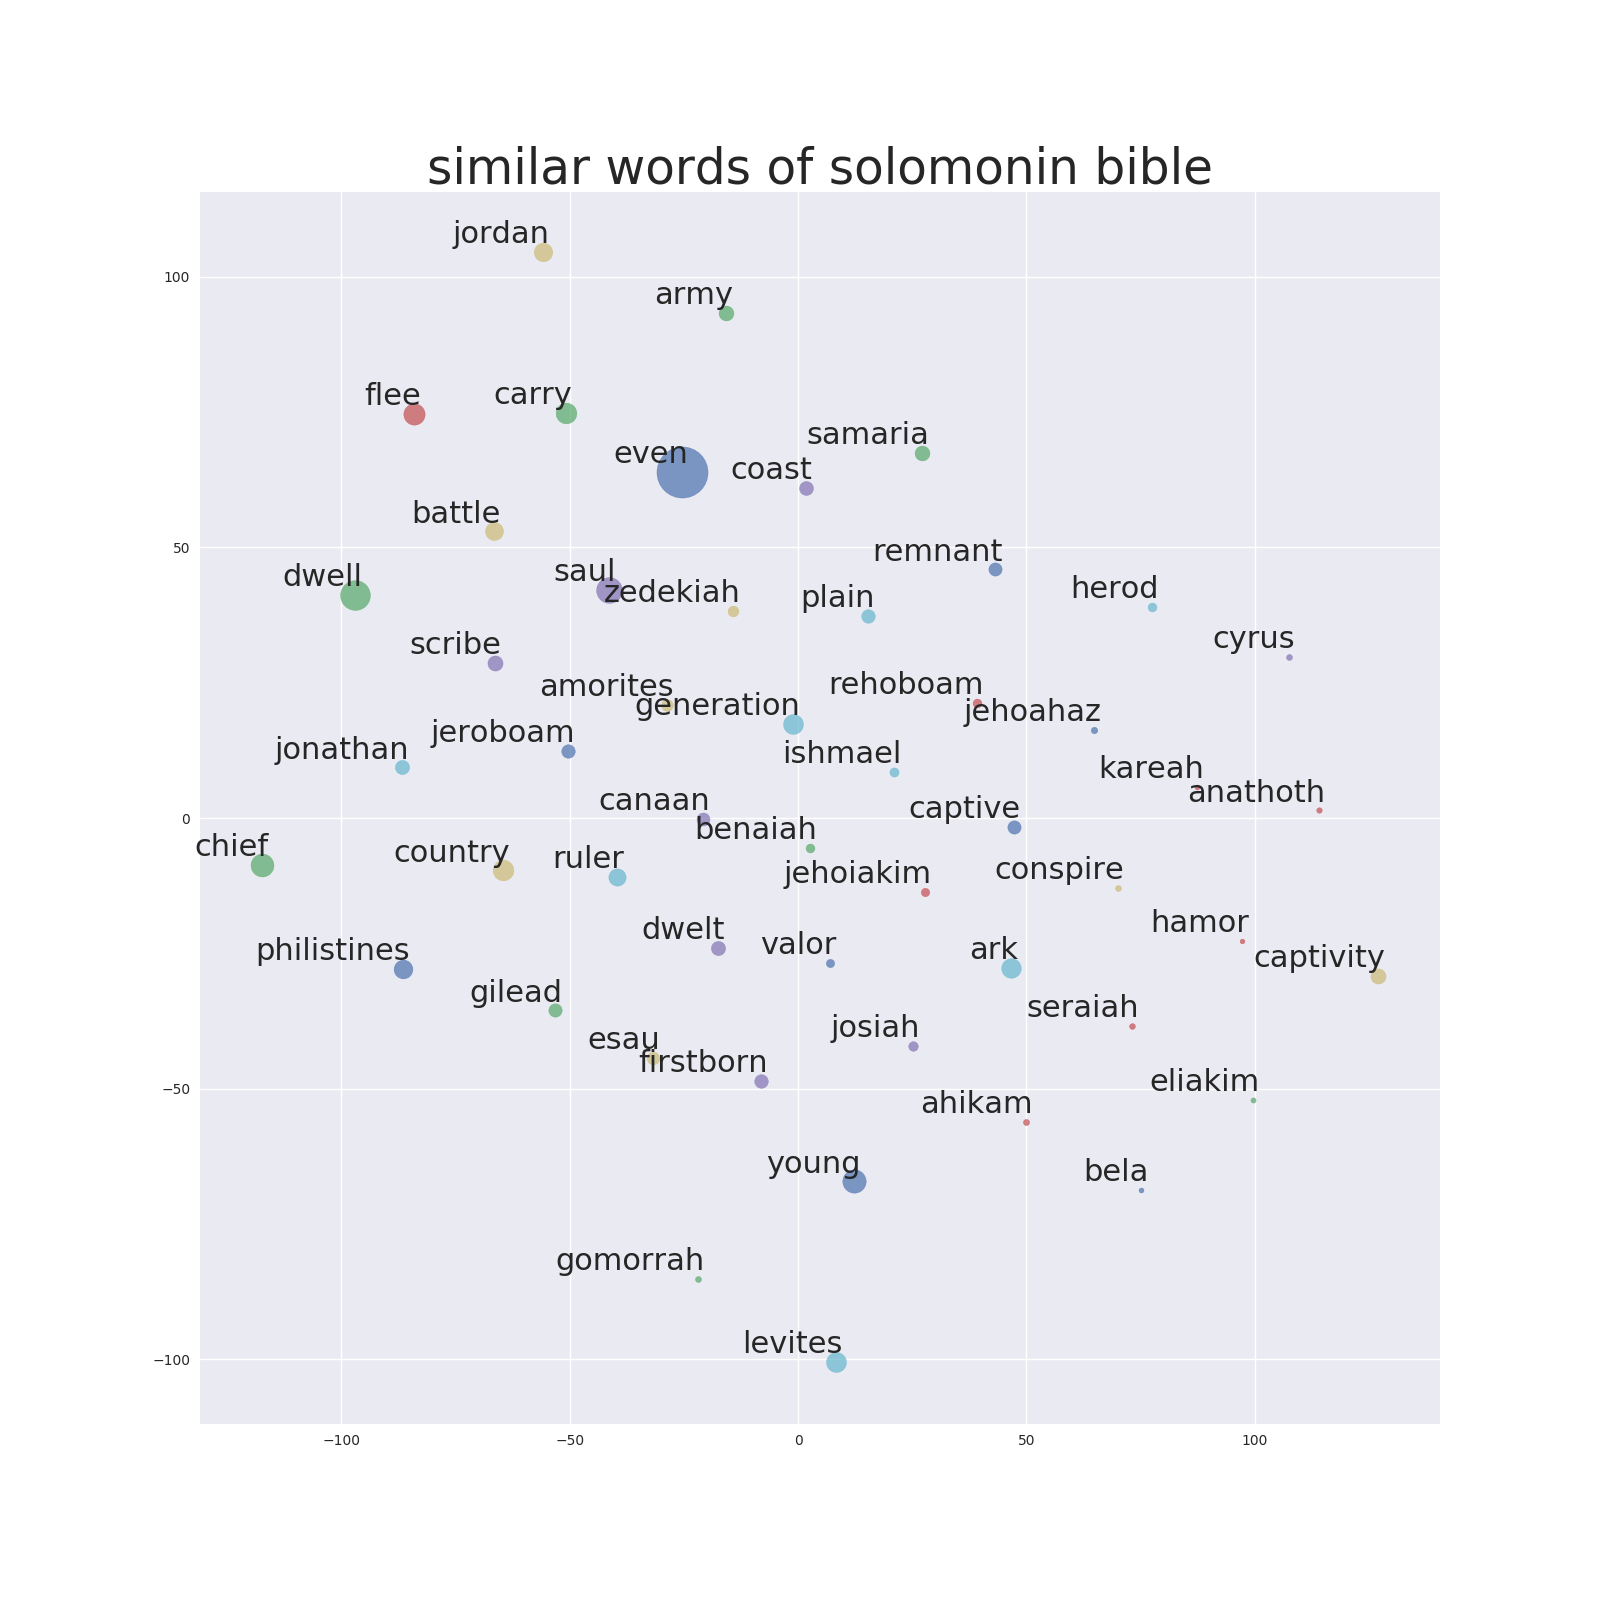 similar words of solomonin bible
jordan
army
100
flee
carry
samaria
even
coast
battle
50
remnant
dwell
saul
zedekiah
plain
herod
scribe
cyrus
amorites
generation
rehoboam
jehoahaz
jonathan
jeroboam
ishmael
kareah
anathoth
canaan
captive
0
benaiah
chief
country
ruler
jehoiakim
conspire
hamor
dwelt
valor
ark
captivity
philistines
gilead
seraiah
esau
firstborn
josiah
−50
eliakim
ahikam
young
bela
gomorrah
levites
−100
−100 −50 0 50 100